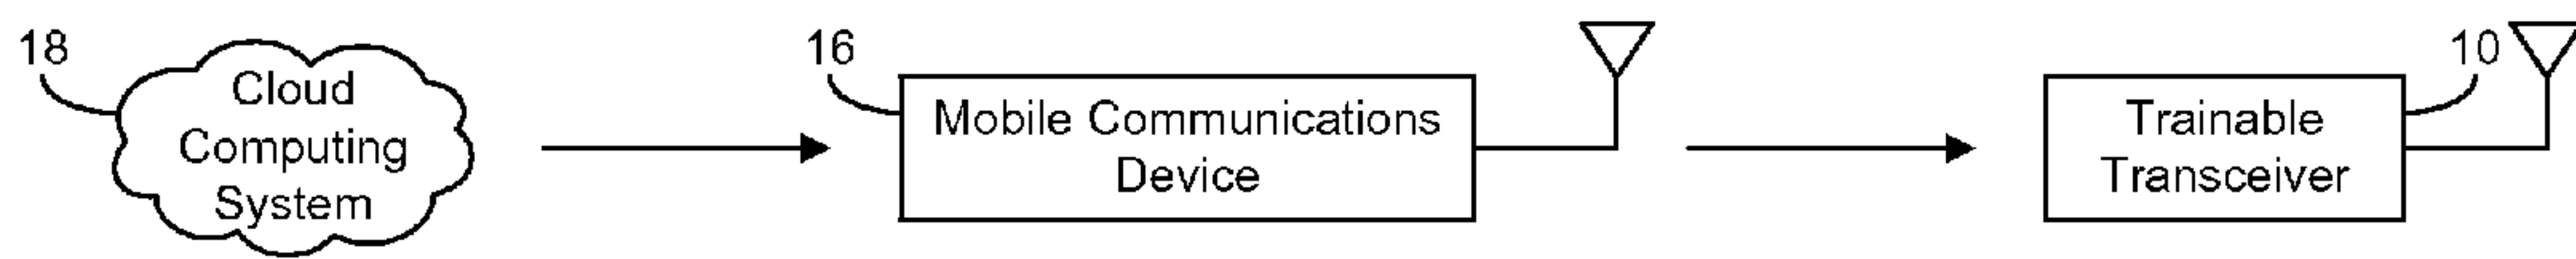 18
Cloud
Computing
System
16
Mobile Communications
Device
10
Trainable
Transceiver